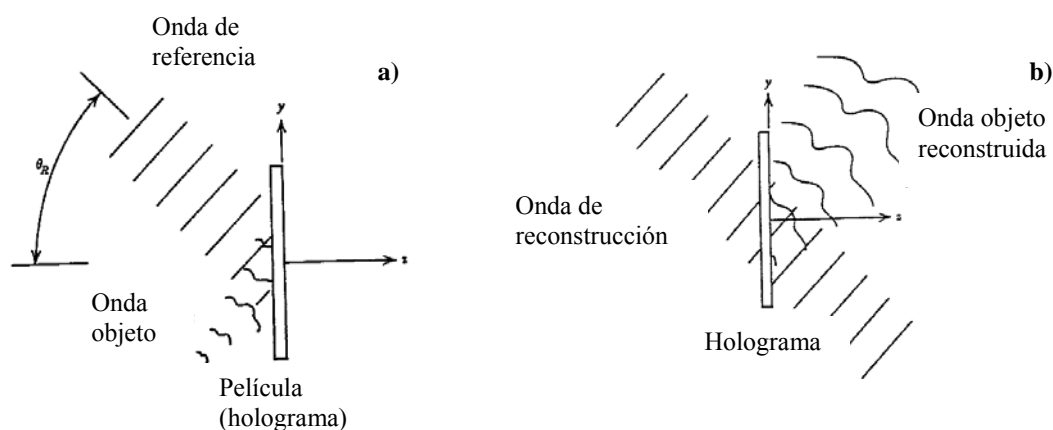 Onda de
referencia
a)
y
θR
z
Onda
objeto
Película
(holograma)
b)
y
Onda objeto
reconstruida
Onda de
reconstrucción
z
Holograma